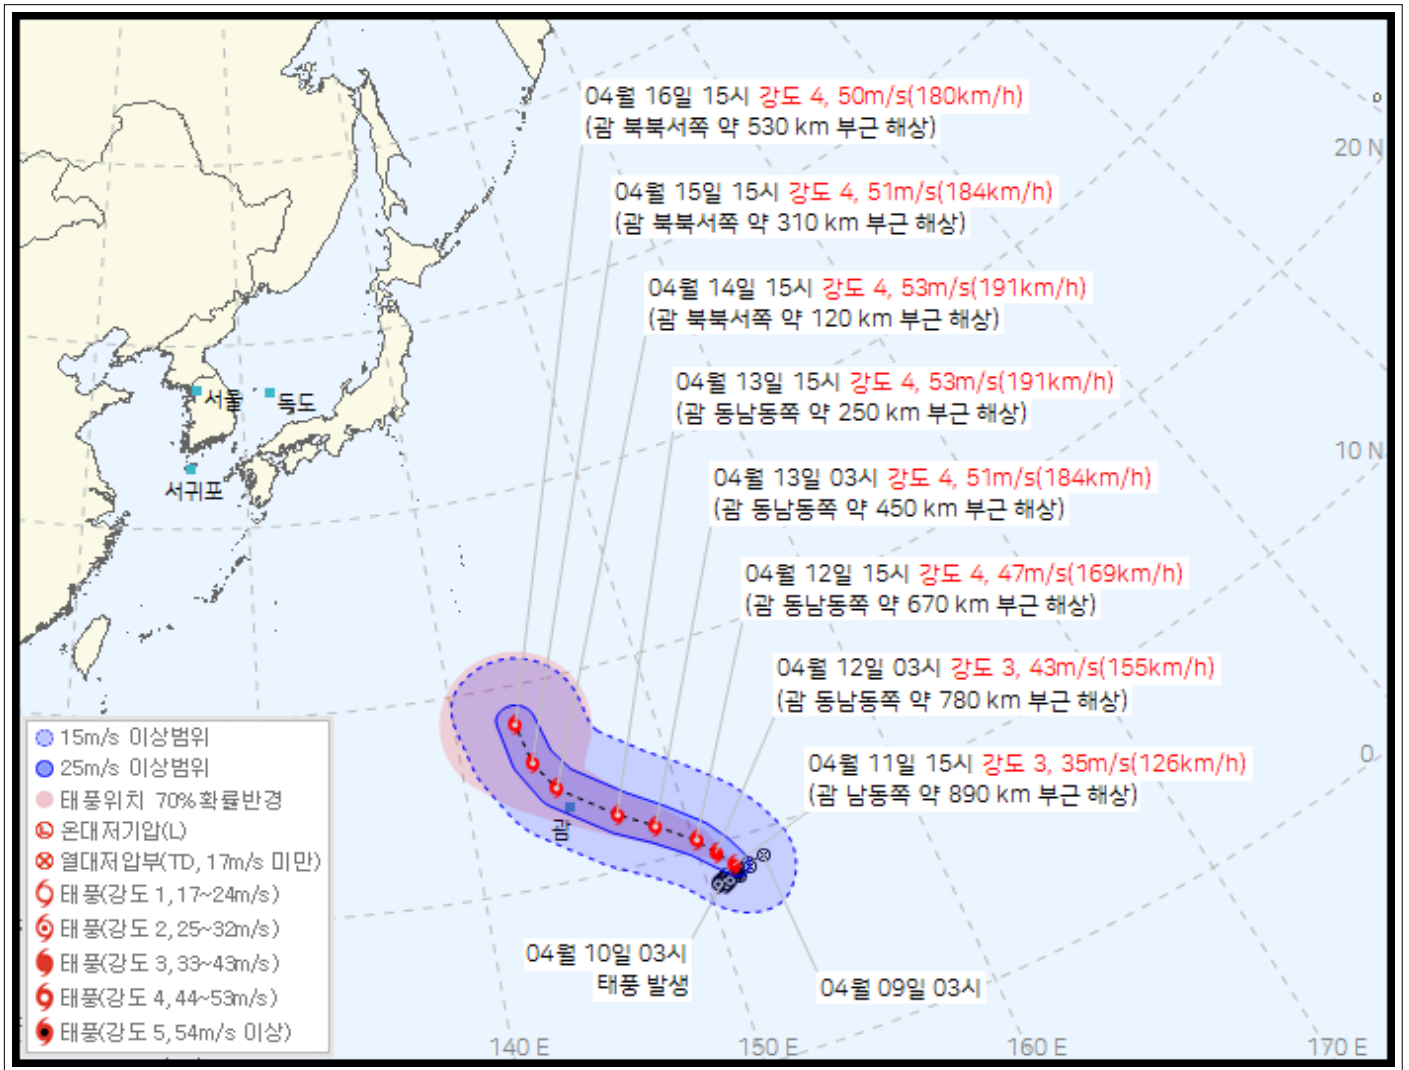 04월 16일 15시 강도 4, 50m/s(180km/h)
(괌 북북서쪽 약 530 km 부근 해상)
20 N
04월 15일 15시 강도 4, 51m/s(184km/h)
(괌 북북서쪽 약 310 km 부근 해상)
04월 14일 15시 강도 4, 53m/s(191km/h)
(괌 북북서쪽 약 120 km 부근 해상)
04월 13일 15시 강도 4, 53m/s(191km/h)
(괌 동남동쪽 약 250 km 부근 해상)
서울
독도
10 N
04월 13일 03시 강도 4, 51m/s(184km/h)
(괌 동남동쪽 약 450 km 부근 해상)
서귀포
04월 12일 15시 강도 4, 47m/s(169km/h)
(괌 동남동쪽 약 670 km 부근 해상)
04월 12일 03시 강도 3, 43m/s(155km/h)
(괌 동남동쪽 약 780 km 부근 해상)
0
04월 11일 15시 강도 3, 35m/s(126km/h)
(괌 남동쪽 약 890 km 부근 해상)
괌
15m/s 이상범위
25m/s 이상범위
태풍위치 70%확률반경
온대저기압(L)
열대저압부(TD, 17m/s 미만)
태풍(강도 1, 17~24m/s)
태풍(강도 2, 25~32m/s)
태풍(강도 3, 33~43m/s)
태풍(강도 4, 44~53m/s)
태풍(강도 5, 54m/s 이상)
04월 10일 03시
태풍 발생
04월 09일 03시
140 E
150 E
160 E
170 E